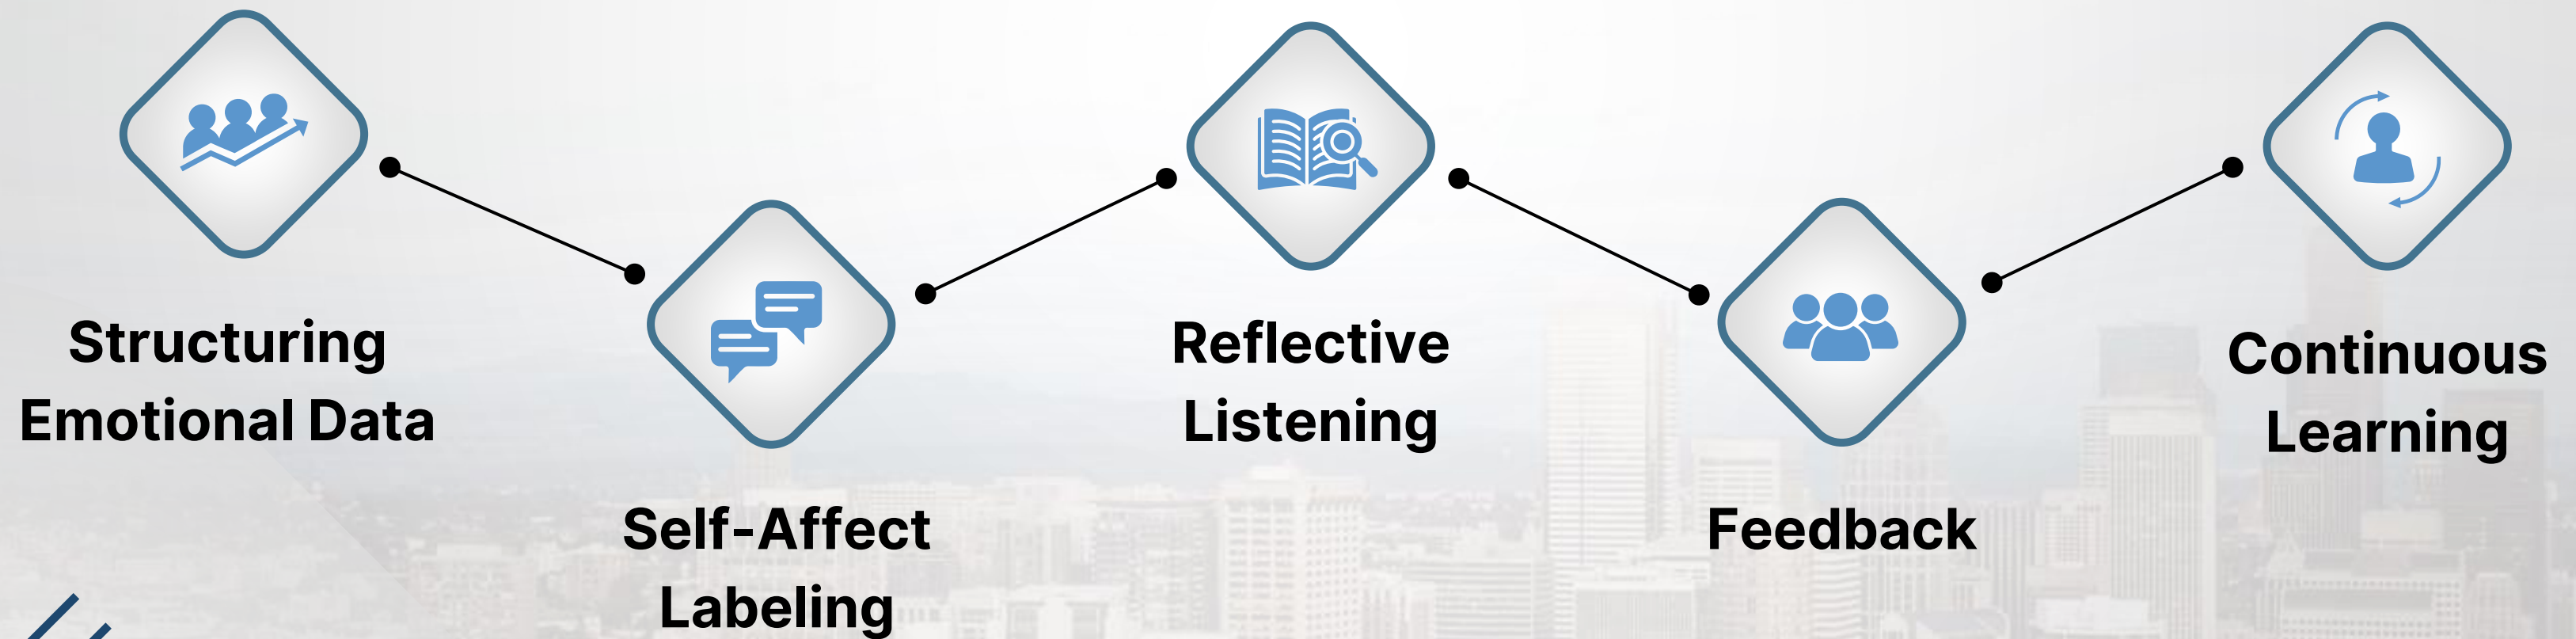 Structuring
Emotional Data
Self-Affect
Labeling
Reflective
Listening
Feedback
Continuous
Learning